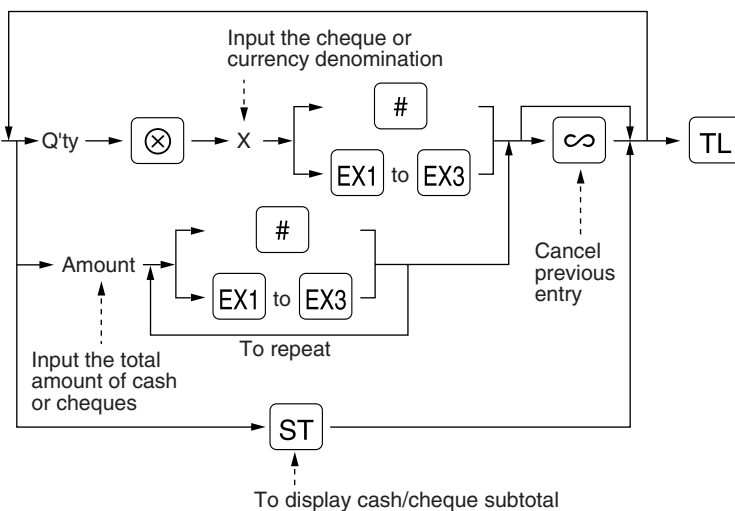 Input the cheque or
currency denomination
Q'ty ⊗ X # EX1 to EX3 ∽ TL
Amount # EX1 to EX3
Cancel
previous
entry
To repeat
Input the total
amount of cash
or cheques
ST
To display cash/cheque subtotal